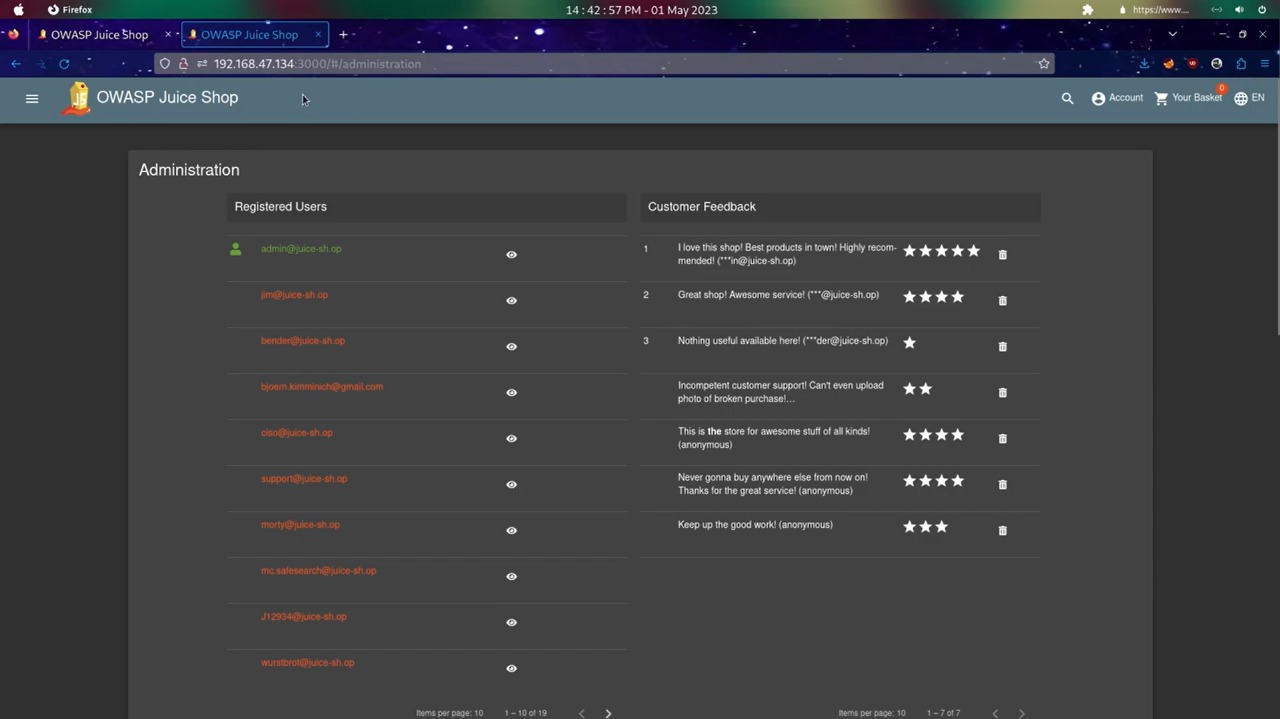 Firefox
14:42:57 PM - 01 May 2023
https://www...
OWASP Juice Shop
OWASP Juice Shop
192.168.47.134:3000/#/administration
OWASP Juice Shop
Account
Your Basket
0
EN
Administration
Registered Users
admin@juice-sh.op
jim@juice-sh.op
bender@juice-sh.op
bjoern.kimminich@gmail.com
ciso@juice-sh.op
support@juice-sh.op
morty@juice-sh.op
mc.safesearch@juice-sh.op
J12934@juice-sh.op
wurstbrot@juice-sh.op
Items per page: 10
1 – 10 of 19
Customer Feedback
1
I love this shop! Best products in town! Highly recom-
mended! (***in@juice-sh.op)
2
Great shop! Awesome service! (***@juice-sh.op)
3
Nothing useful available here! (***der@juice-sh.op)
Incompetent customer support! Can't even upload
photo of broken purchase!...
This is the store for awesome stuff of all kinds!
(anonymous)
Never gonna buy anywhere else from now on!
Thanks for the great service! (anonymous)
Keep up the good work! (anonymous)
Items per page: 10
1 – 7 of 7